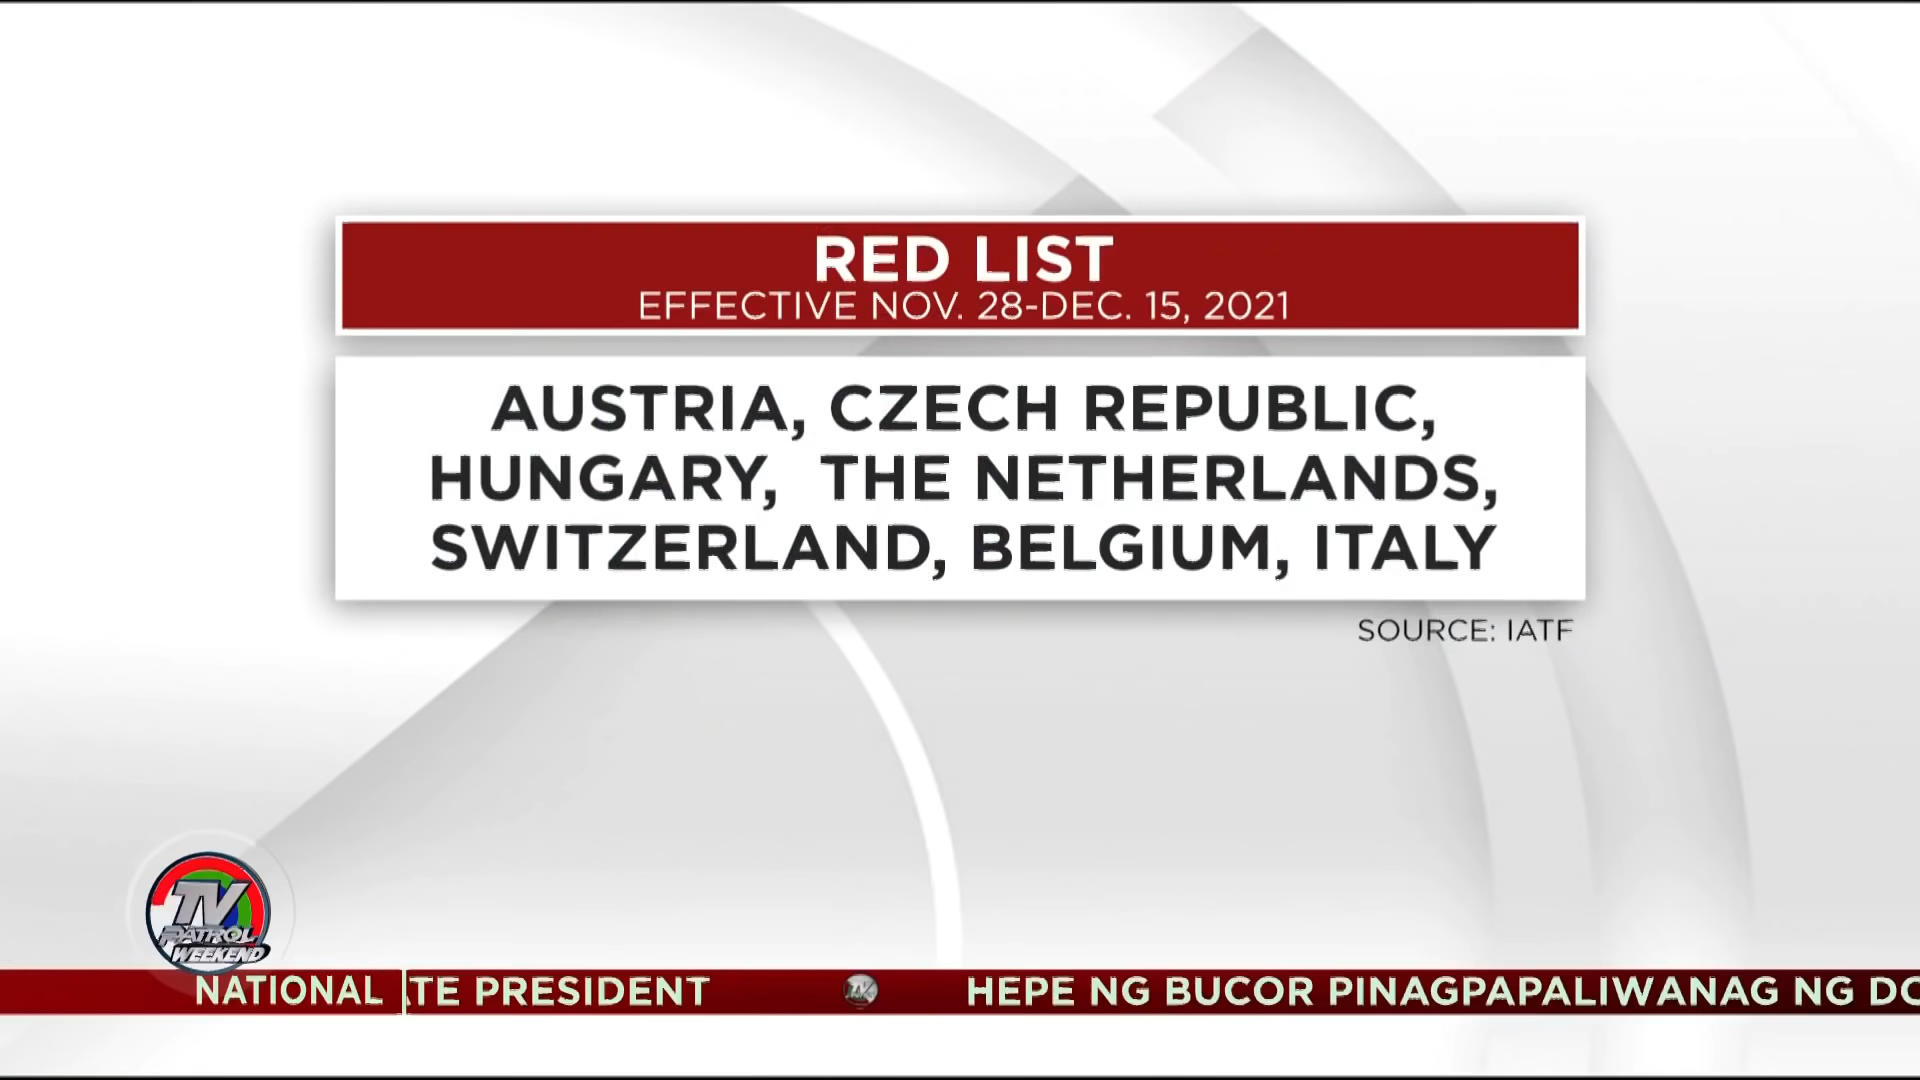 RED LIST
EFFECTIVE NOV. 28-DEC. 15, 2021
AUSTRIA, CZECH REPUBLIC,
HUNGARY, THE NETHERLANDS,
SWITZERLAND, BELGIUM, ITALY
SOURCE: IATF
TV
PATROL
WEEKEND
NATIONAL
TE PRESIDENT
HEPE NG BUCOR PINAGPAPALIWANAG NG DO